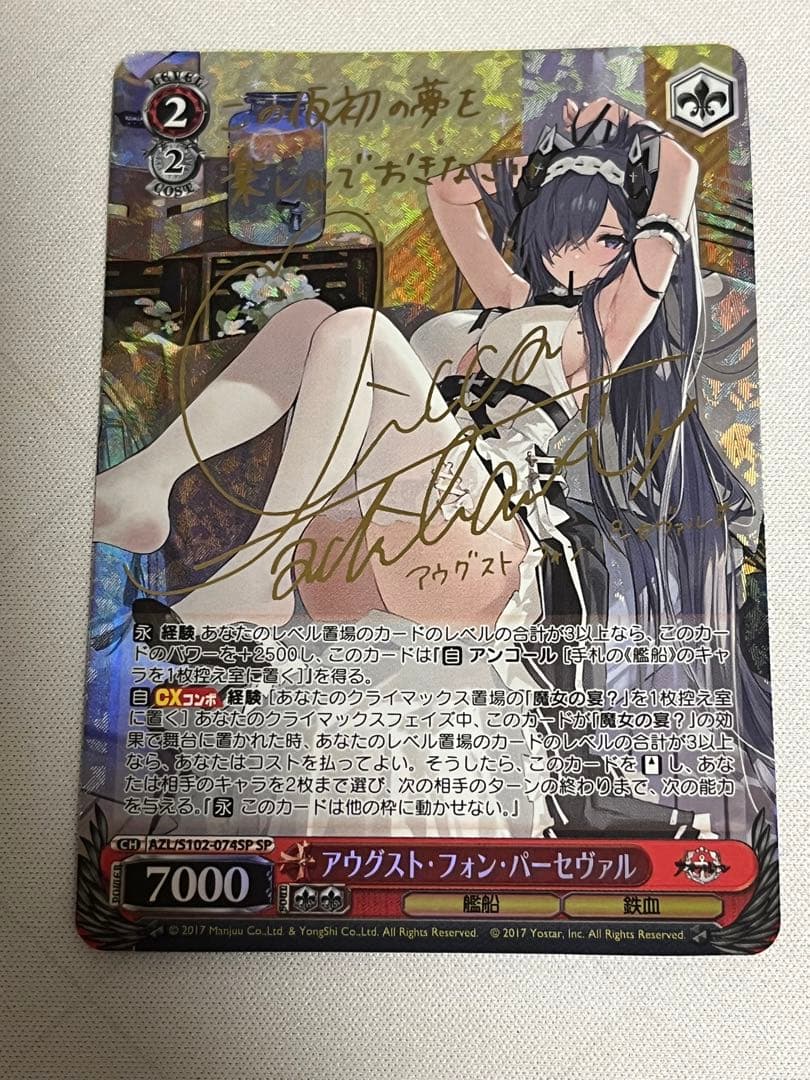 LEVEL
2
2
COST
この仮初の夢を
楽しんでおきなさい
アウグスト・フォン・パーセヴァル
永 経験 あなたのレベル置場のカードのレベルの合計が3以上なら、このカー
ドのパワーを+2500し、このカードは『自 アンコール [手札の《艦船》のキャ
ラを1枚控え室に置く]』を得る。
自 CXコンボ 経験 [あなたのクライマックス置場の「魔女の宴?」を1枚控え室
に置く] あなたのクライマックスフェイズ中、このカードが「魔女の宴?」の効
果で舞台に置かれた時、あなたのレベル置場のカードのレベルの合計が3以上
なら、あなたはコストを払ってよい。そうしたら、このカードを し、あな
たは相手のキャラを2枚まで選び、次の相手のターンの終わりまで、次の能力
を与える。『永 このカードは他の枠に動かせない。』
CH AZL/S102-074SP SP
アウグスト・フォン・パーセヴァル
7000
艦船 鉄血
© 2017 Manjuu Co.,Ltd. & YongShi Co.,Ltd. All Rights Reserved. © 2017 Yostar, Inc. All Rights Reserved.